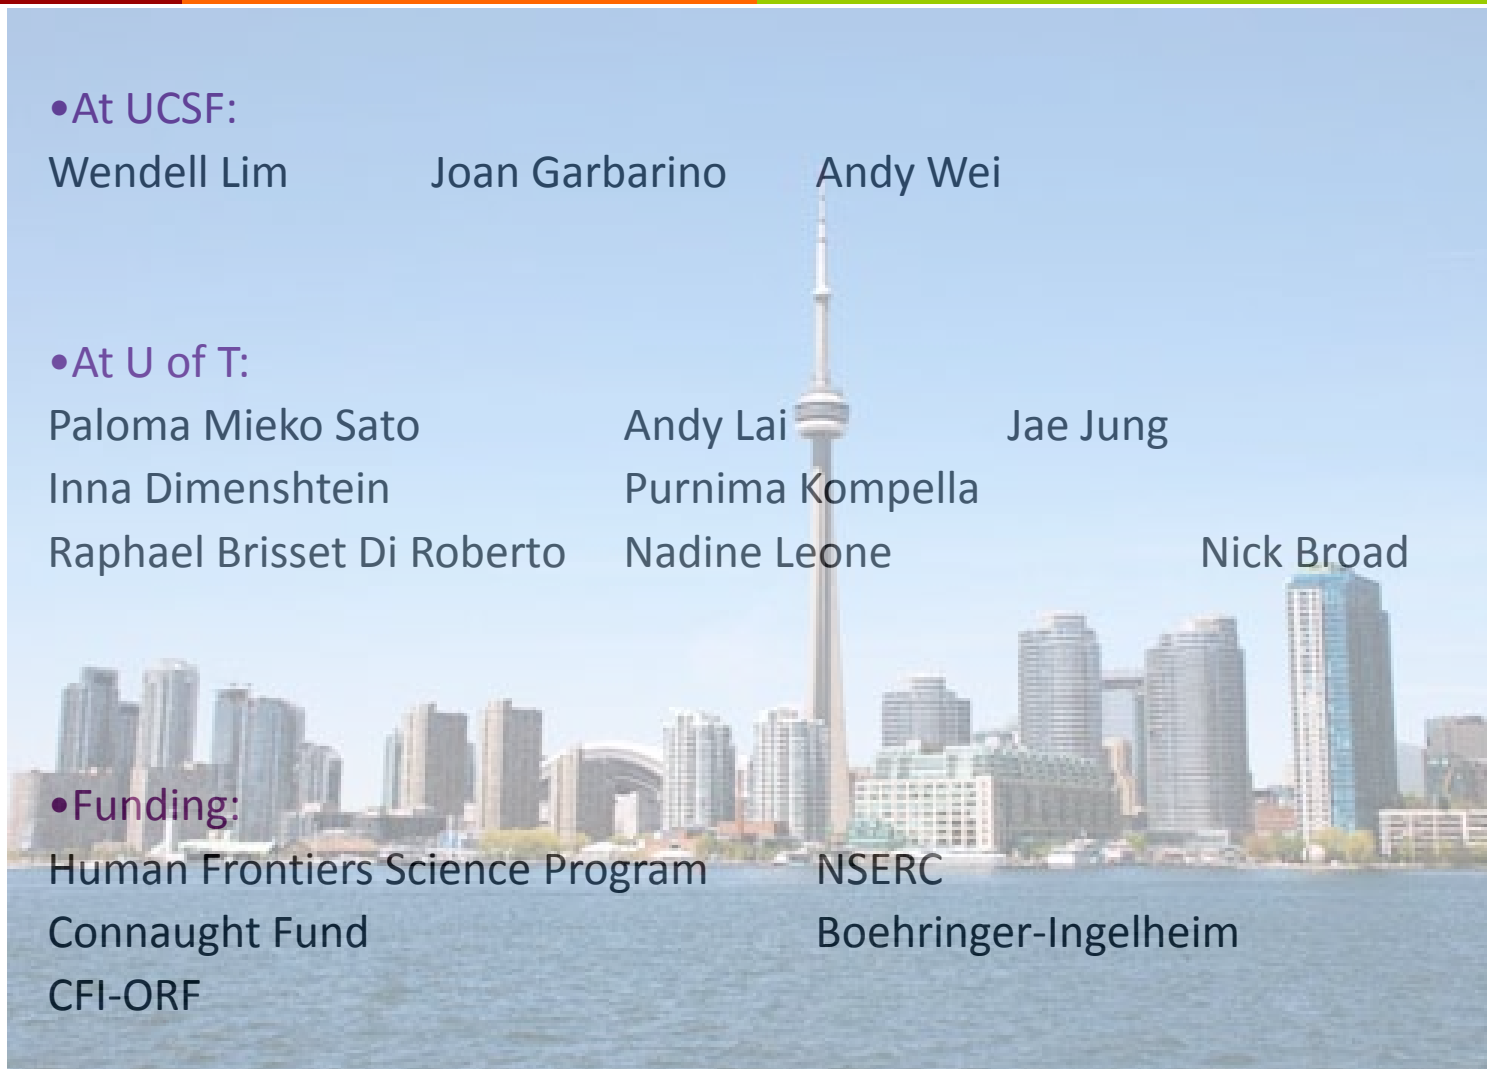 •At UCSF:
Wendell Lim Joan Garbarino Andy Wei
•At U of T:
Paloma Mieko Sato Andy Lai Jae Jung
Inna Dimenshtein Purnima Kompella
Raphael Brisset Di Roberto Nadine Leone Nick Broad
•Funding:
Human Frontiers Science Program NSERC
Connaught Fund Boehringer-Ingelheim
CFI-ORF